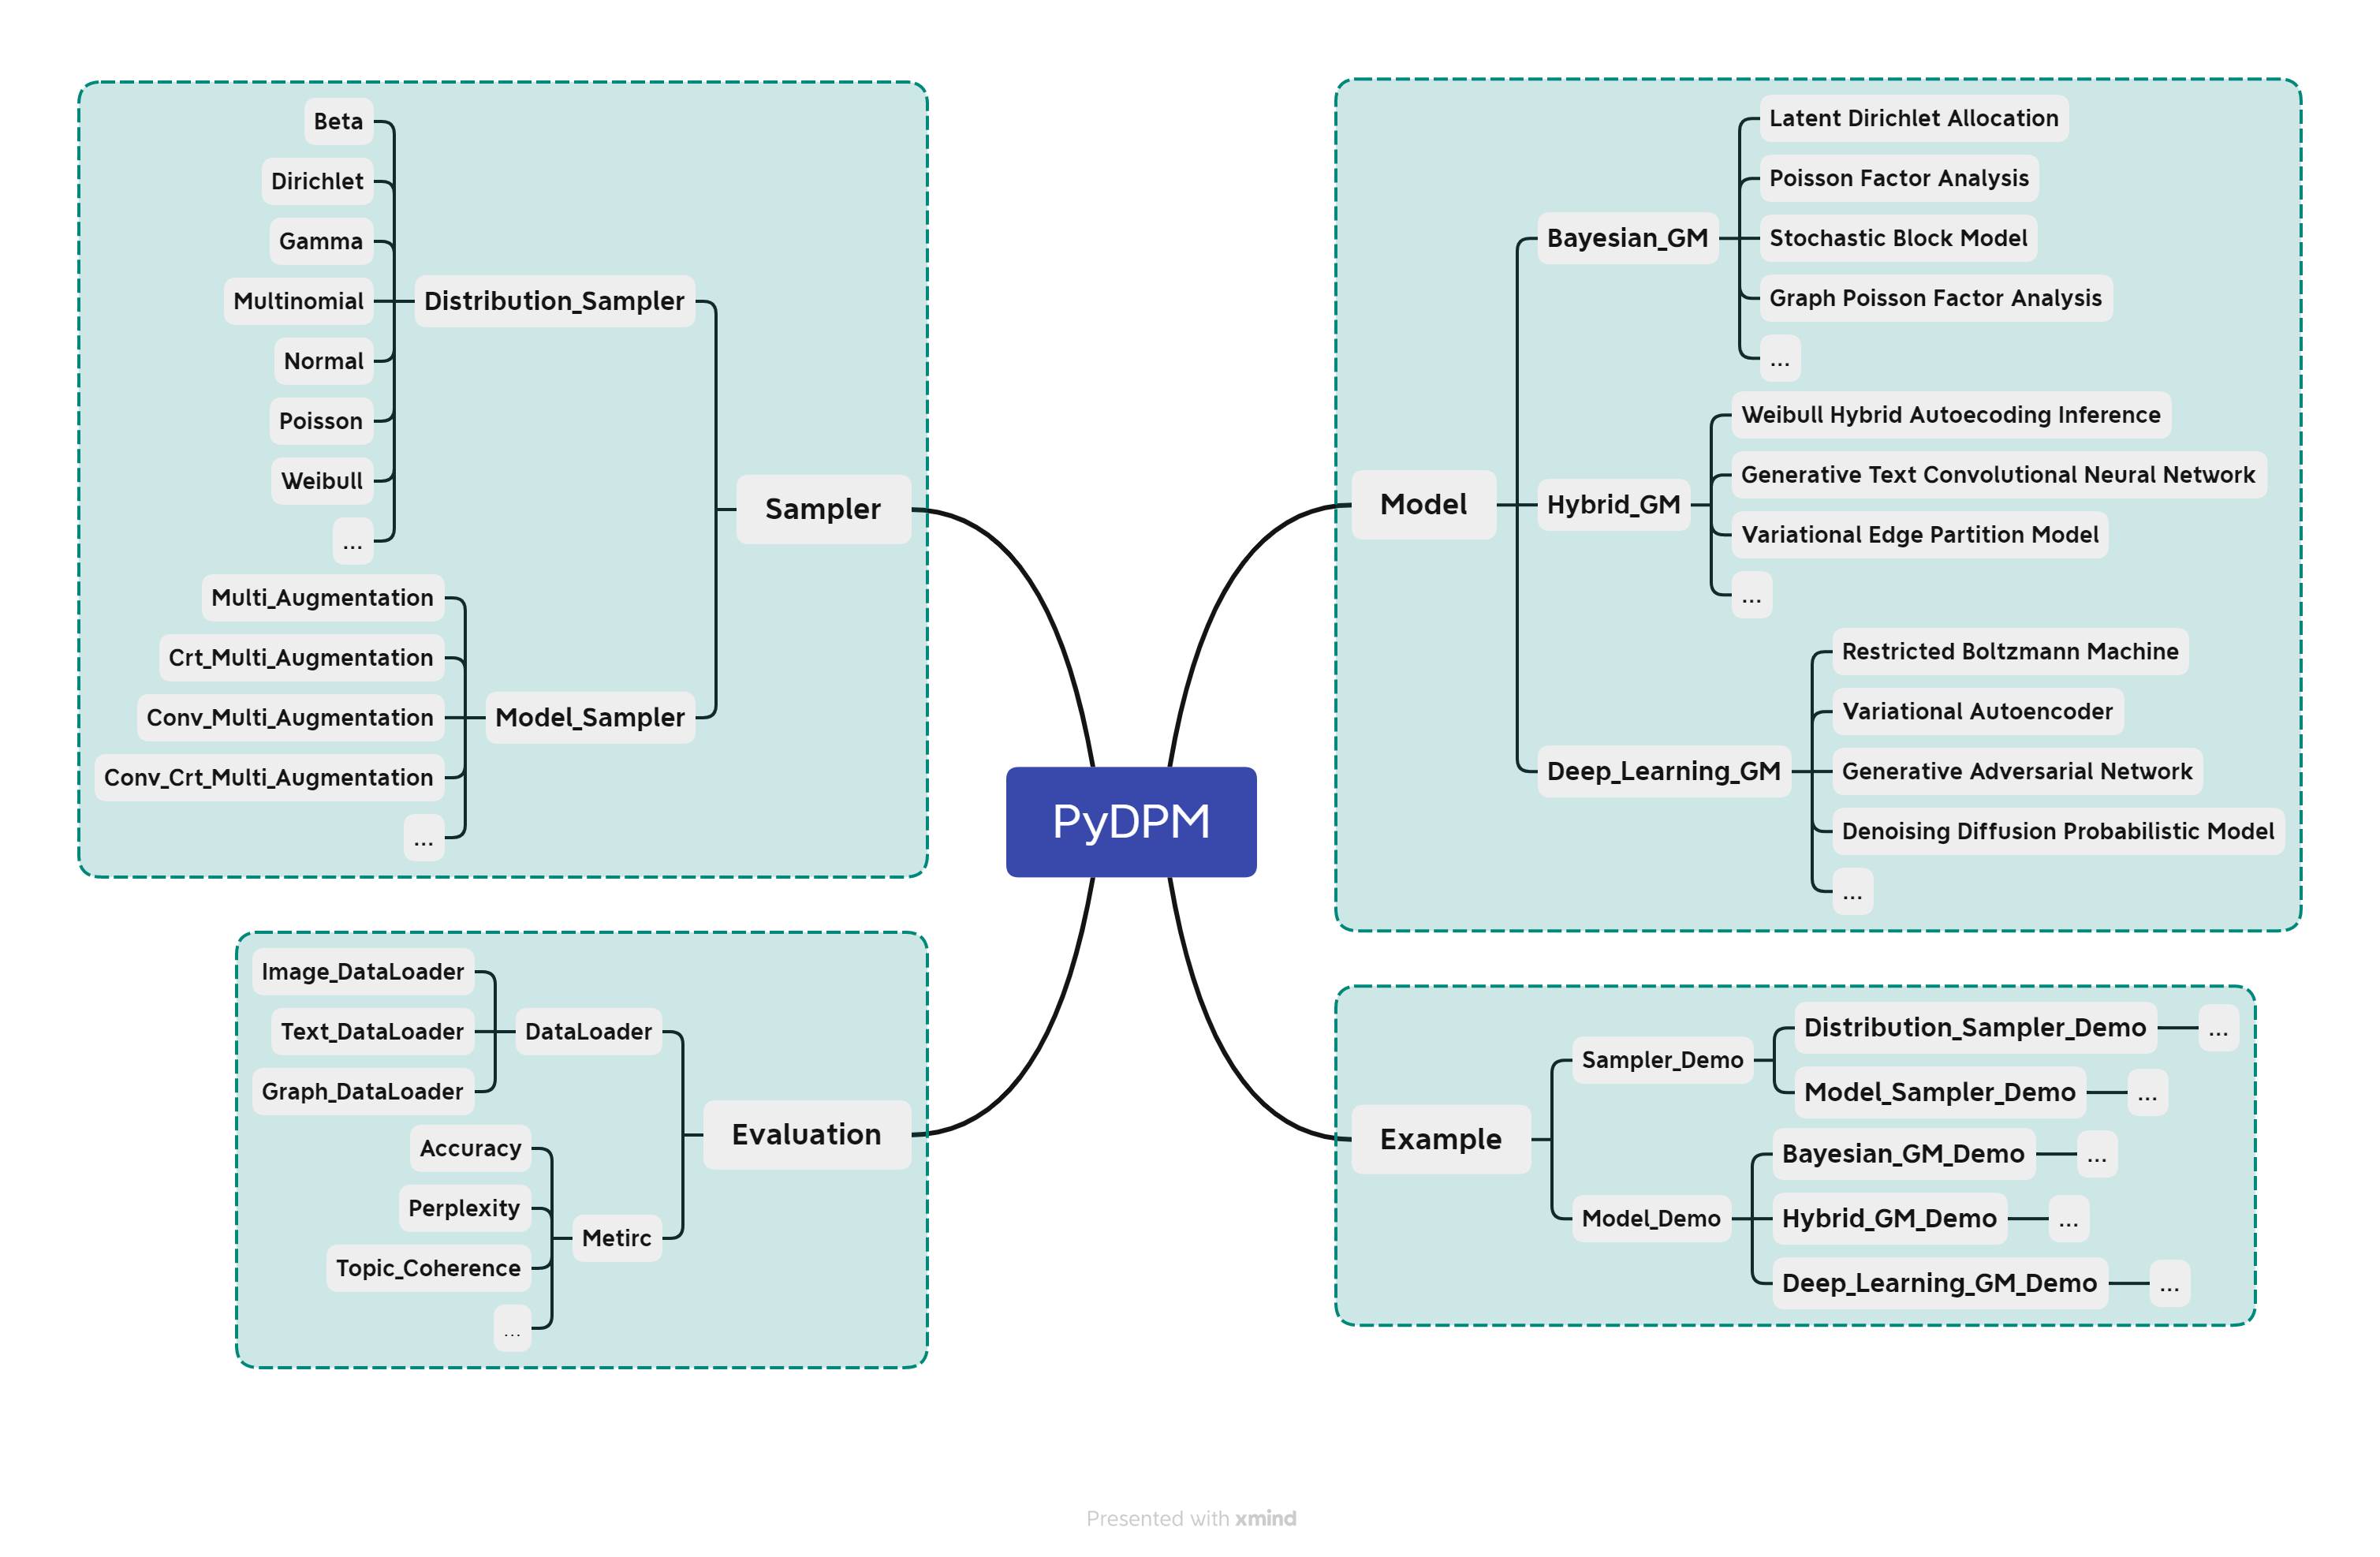 Beta
Dirichlet
Gamma
Multinomial
Normal
Poisson
Weibull
...
Distribution_Sampler
Multi_Augmentation
Crt_Multi_Augmentation
Conv_Multi_Augmentation
Conv_Crt_Multi_Augmentation
...
Model_Sampler
Sampler
Latent Dirichlet Allocation
Poisson Factor Analysis
Stochastic Block Model
Graph Poisson Factor Analysis
...
Bayesian_GM
Weibull Hybrid Autoecoding Inference
Generative Text Convolutional Neural Network
Variational Edge Partition Model
...
Hybrid_GM
Model
Restricted Boltzmann Machine
Variational Autoencoder
Generative Adversarial Network
Denoising Diffusion Probabilistic Model
...
Deep_Learning_GM
PyDPM
Image_DataLoader
Text_DataLoader
Graph_DataLoader
DataLoader
Accuracy
Perplexity
Topic_Coherence
...
Metirc
Evaluation
Example
Sampler_Demo
Distribution_Sampler_Demo
...
Model_Sampler_Demo
...
Model_Demo
Bayesian_GM_Demo
...
Hybrid_GM_Demo
...
Deep_Learning_GM_Demo
...
Presented with xmind